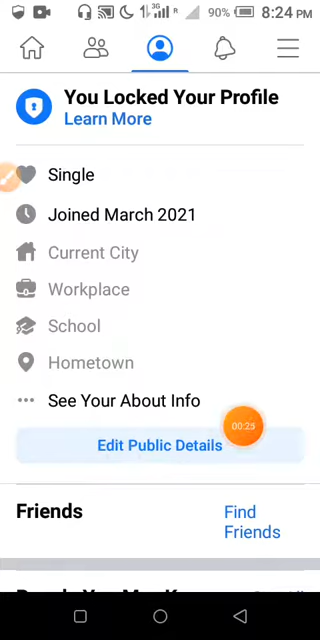 3G
R
90%
8:24 PM
You Locked Your Profile
Learn More
Single
Joined March 2021
Current City
Workplace
School
Hometown
See Your About Info
00:25
Edit Public Details
Friends
Find
Friends